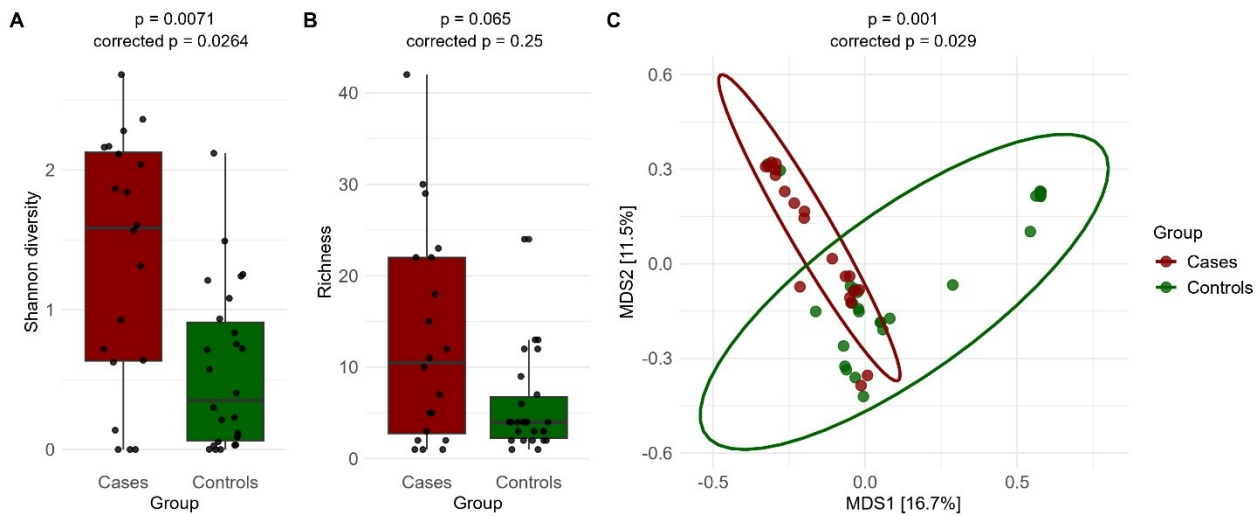 A
p = 0.0071
corrected p = 0.0264
Shannon diversity
2
1
0
Cases
Controls
Group
B
p = 0.065
corrected p = 0.25
Richness
40
30
20
10
0
Cases
Controls
Group
C
p = 0.001
corrected p = 0.029
MDS2 [11.5%]
0.6
0.3
0.0
-0.3
-0.6
-0.5
0.0
0.5
MDS1 [16.7%]
Group
Cases
Controls